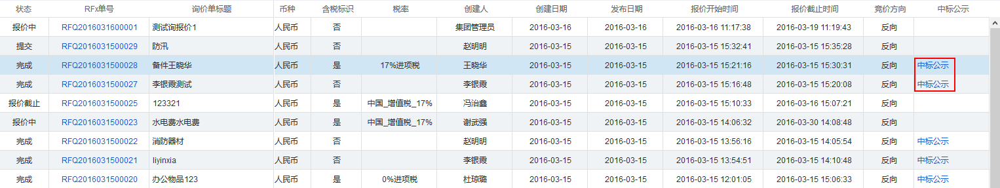 状态 RFx单号 询价单标题 币种 含税标识 税率 创建人 创建日期 发布日期 报价开始时间 报价截止时间 竞价方向 中标公示
报价中 RFQ2016031600001 测试询报价1 人民币 否 集团管理员 2016-03-16 2016-03-16 2016-03-16 11:17:38 2016-03-19 11:19:43 反向
提交 RFQ2016031500029 防汛 人民币 否 赵明明 2016-03-15 2016-03-15 2016-03-15 15:32:41 2016-03-15 15:35:28 反向
完成 RFQ2016031500028 备件王晓华 人民币 是 17%进项税 王晓华 2016-03-15 2016-03-15 2016-03-15 15:21:16 2016-03-15 15:30:31 反向 中标公示
完成 RFQ2016031500027 李银霞测试 人民币 否 李银霞 2016-03-15 2016-03-15 2016-03-15 15:16:48 2016-03-15 15:20:08 反向 中标公示
报价截止 RFQ2016031500025 123321 人民币 是 中国_增值税_17% 冯治鑫 2016-03-15 2016-03-15 2016-03-15 15:10:33 2016-03-16 15:07:21 反向
报价中 RFQ2016031500023 水电费水电费 人民币 是 中国_增值税_17% 谢武强 2016-03-15 2016-03-15 2016-03-15 14:06:32 2016-03-30 14:08:48 反向
完成 RFQ2016031500022 消防器材 人民币 否 赵明明 2016-03-15 2016-03-15 2016-03-15 13:56:16 2016-03-15 14:05:54 反向 中标公示
完成 RFQ2016031500021 liyinxia 人民币 否 李银霞 2016-03-15 2016-03-15 2016-03-15 13:54:51 2016-03-15 14:10:48 反向 中标公示
完成 RFQ2016031500020 办公物品123 人民币 是 0%进项税 杜琼璐 2016-03-15 2016-03-15 2016-03-15 12:01:05 2016-03-15 15:06:33 反向 中标公示